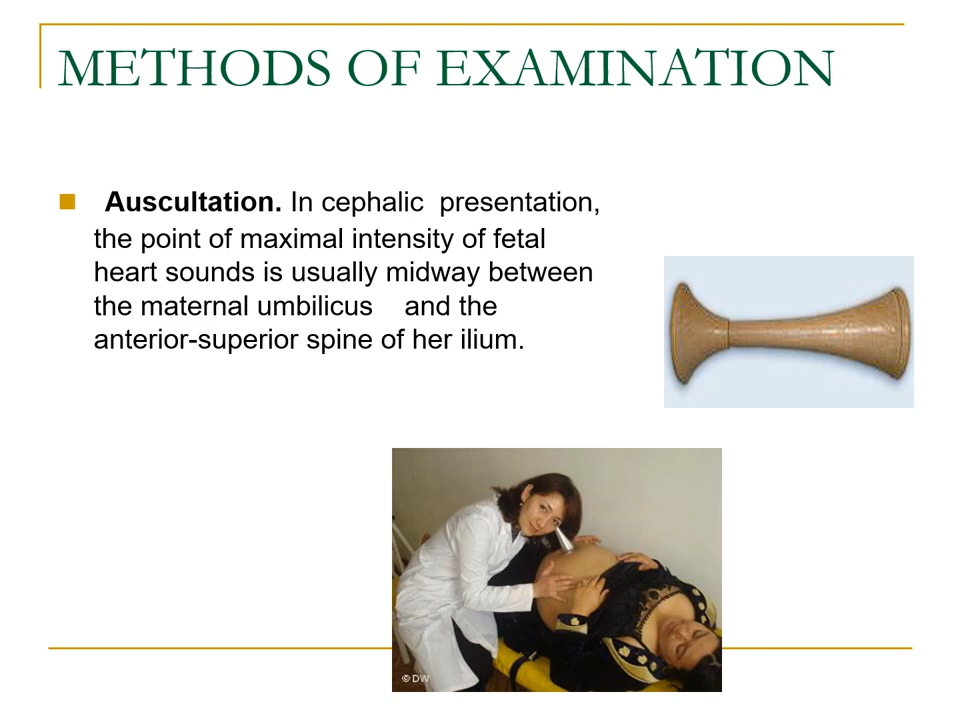 METHODS OF EXAMINATION
Auscultation. In cephalic presentation,
the point of maximal intensity of fetal
heart sounds is usually midway between
the maternal umbilicus and the
anterior-superior spine of her ilium.
© DW